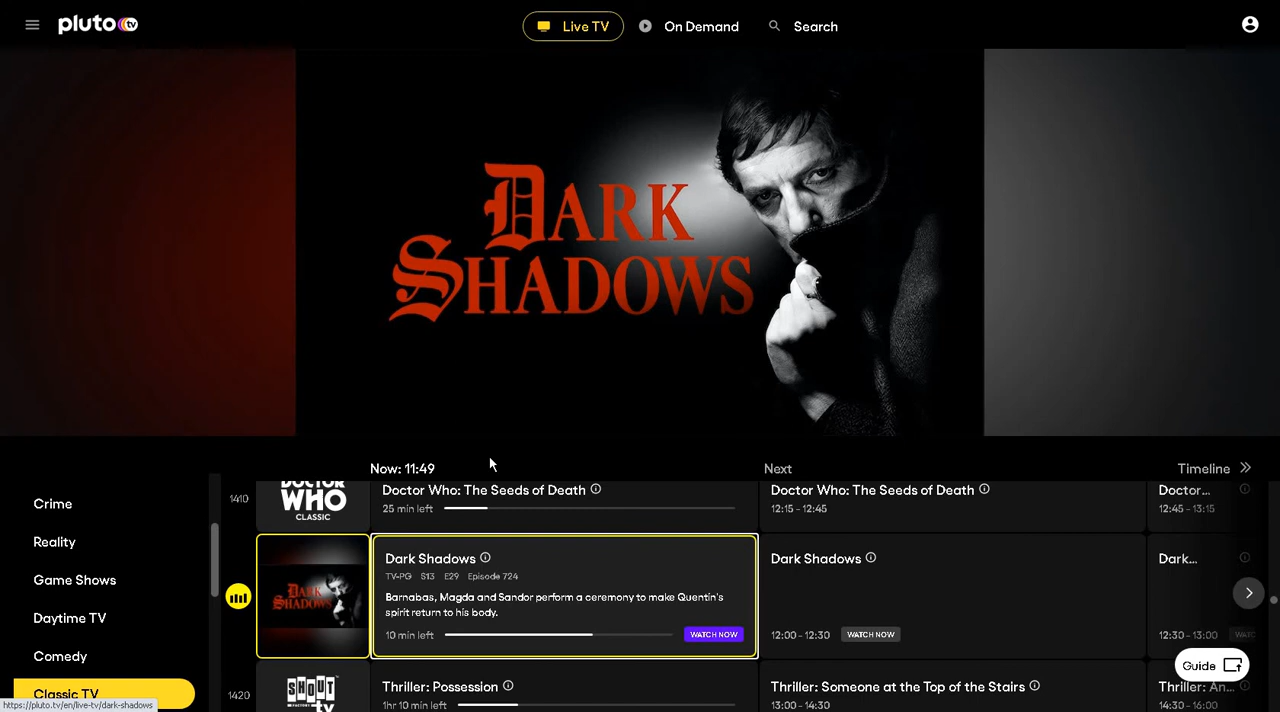 pluto tv
Live TV
On Demand
Search
DARK
SHADOWS
Now: 11:49
Next
Timeline
Crime
Reality
Game Shows
Daytime TV
Comedy
Classic TV
1410
DOCTOR
WHO
CLASSIC
Doctor Who: The Seeds of Death
25 min left
Doctor Who: The Seeds of Death
12:15 - 12:45
Doctor...
12:45 - 13:15
DARK
SHADOWS
Dark Shadows
TV-PG S13 E29 Episode 724
Barnabas, Magda and Sandor perform a ceremony to make Quentin's
spirit return to his body.
10 min left
WATCH NOW
Dark Shadows
12:00 - 12:30
WATCH NOW
Dark...
12:30 - 13:00
WATC
1420
SHOUT
FACTORY
tv
Thriller: Possession
1hr 10 min left
Thriller: Someone at the Top of the Stairs
13:00 - 14:30
Thriller: An...
14:30 - 16:00
Guide
https://pluto.tv/en/live-tv/dark-shadows